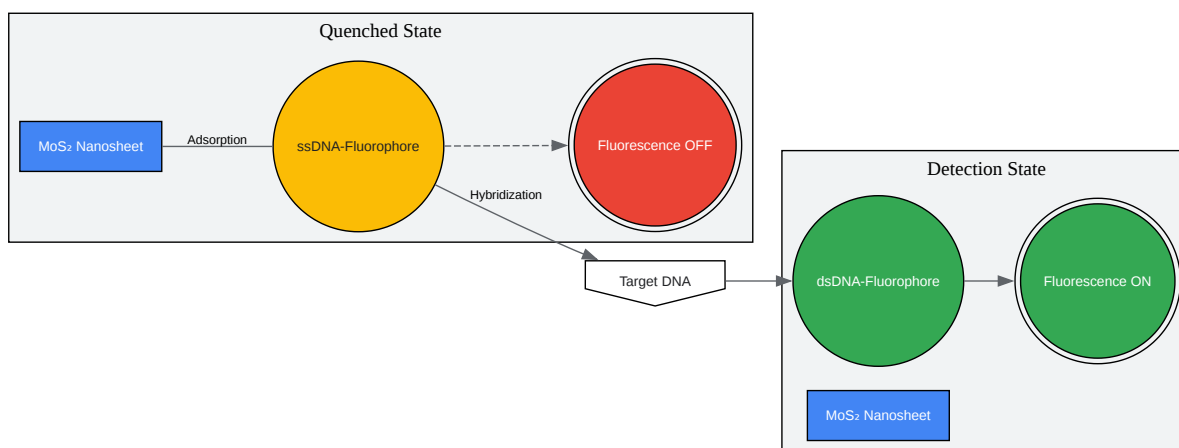 Quenched State
MoS₂ Nanosheet
Adsorption
ssDNA-Fluorophore
Fluorescence OFF
Hybridization
Target DNA
Detection State
dsDNA-Fluorophore
Fluorescence ON
MoS₂ Nanosheet